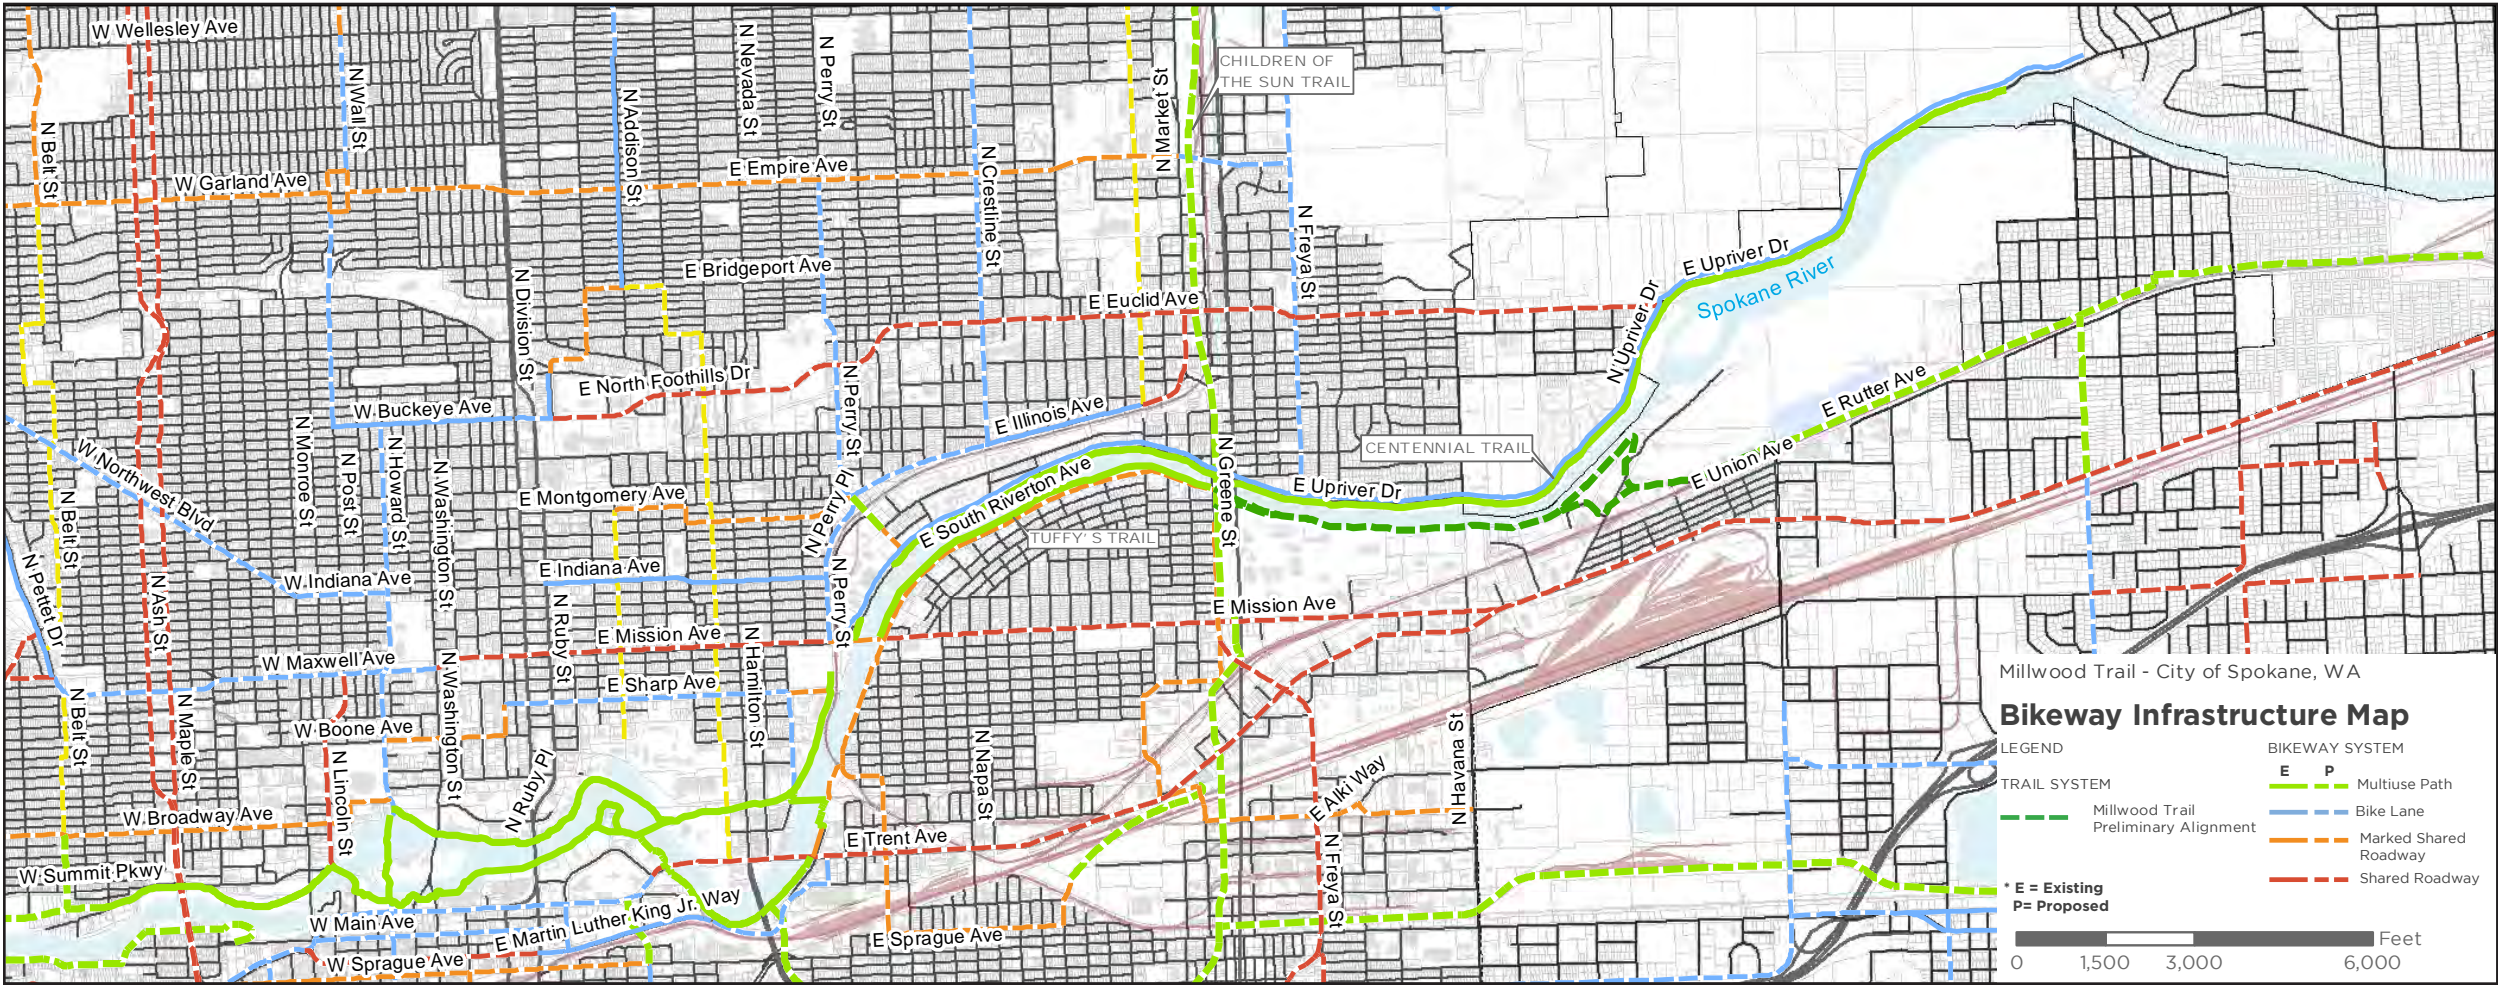 W Wellesley Ave
N Wall St
N Belt St
W Garland Ave
N Addison St
N Nevada St
N Perry St
E Empire Ave
N Crestline St
N Market St
CHILDREN OF
THE SUN TRAIL
N Freya St
E Bridgeport Ave
N Division St
E Euclid Ave
E Upriver Dr
Spokane River
N Upriver Dr
E North Foothills Dr
W Buckeye Ave
N Perry St
E Illinois Ave
E Rutter Ave
CENTENNIAL TRAIL
E Union Ave
W Northwest Blvd
N Monroe St
N Post St
N Howard St
N Washington St
E Montgomery Ave
N Perry Pl
E South Riverton Ave
TUFFY' S TRAIL
N Greene St
E Upriver Dr
N Belt St
N Pettet Dr
W Indiana Ave
E Indiana Ave
N Ash St
N Ruby St
N Perry St
E Mission Ave
E Mission Ave
W Maxwell Ave
N Washington St
N Hamilton St
E Sharp Ave
N Belt St
N Maple St
W Boone Ave
N Lincoln St
N Ruby Pl
N Napa St
E Alki Way
N Havana St
W Broadway Ave
E Trent Ave
W Summit Pkwy
N Freya St
W Main Ave
E Martin Luther King Jr. Way
E Sprague Ave
W Sprague Ave
Millwood Trail - City of Spokane, WA
Bikeway Infrastructure Map
LEGEND
TRAIL SYSTEM
Millwood Trail
Preliminary Alignment
* E = Existing
P= Proposed
BIKEWAY SYSTEM
E P
Multiuse Path
Bike Lane
Marked Shared
Roadway
Shared Roadway
Feet
0 1,500 3,000 6,000